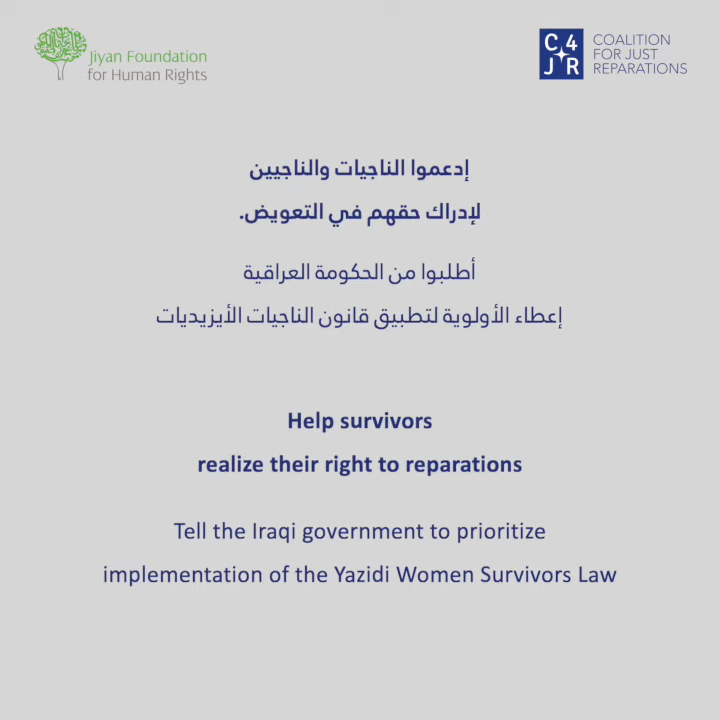 Jiyan Foundation
for Human Rights
C4
JR
COALITION
FOR JUST
REPARATIONS
إدعموا الناجيات والناجيين
لإدراك حقهم في التعويض.
أطلبوا من الحكومة العراقية
إعطاء الأولوية لتطبيق قانون الناجيات الأيزيديات
Help survivors
realize their right to reparations
Tell the Iraqi government to prioritize
implementation of the Yazidi Women Survivors Law